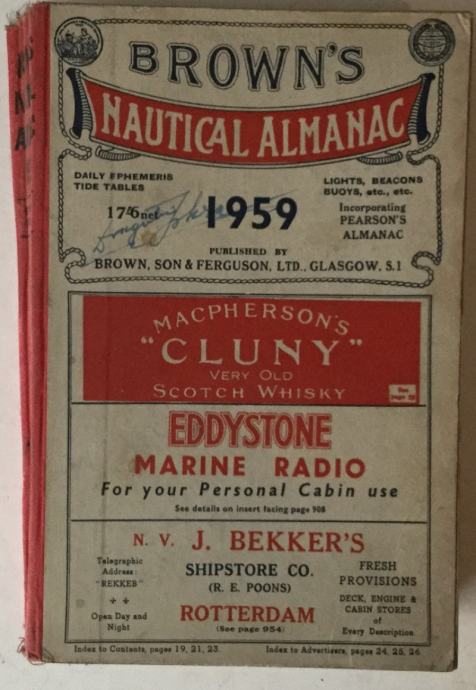 BROWN'S
NAUTICAL ALMANAC
DAILY EPHEMERIS
TIDE TABLES
LIGHTS, BEACONS
BUOYS, etc., etc.
17/6 net
1959
Incorporating
PEARSON'S
ALMANAC
PUBLISHED BY
BROWN, SON & FERGUSON, LTD., GLASGOW, S.1
MACPHERSON'S
"CLUNY"
VERY OLD
SCOTCH WHISKY
EDDYSTONE
MARINE RADIO
For your Personal Cabin use
See details on insert facing page 908
N. V. J. BEKKER'S
Telegraphic
Address:
"REKKEB"
Open Day and
Night
SHIPSTORE CO.
(R. E. POONS)
ROTTERDAM
(See page 954)
FRESH
PROVISIONS
DECK, ENGINE &
CABIN STORES
of
Every Description
Index to Contents, pages 19, 21, 23.
Index to Advertisers, pages 24, 25, 26